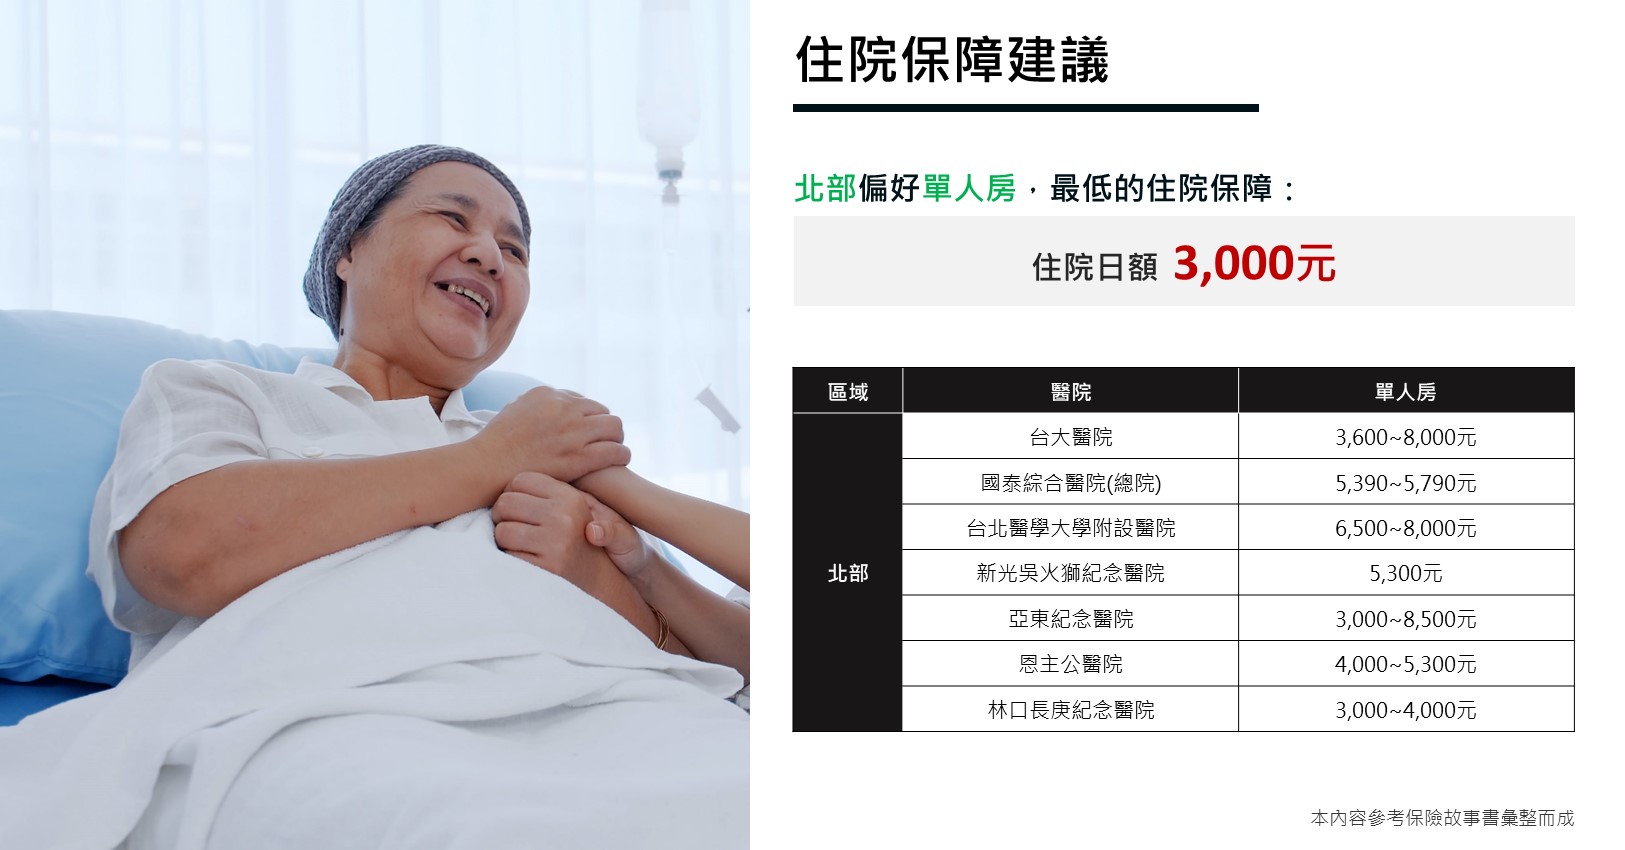 住院保障建議
北部偏好單人房，最低的住院保障：
住院日額 3,000元
區域 醫院 單人房
北部
台大醫院 3,600~8,000元
國泰綜合醫院(總院) 5,390~5,790元
台北醫學大學附設醫院 6,500~8,000元
新光吳火獅紀念醫院 5,300元
亞東紀念醫院 3,000~8,500元
恩主公醫院 4,000~5,300元
林口長庚紀念醫院 3,000~4,000元
本內容參考保險故事書彙整而成